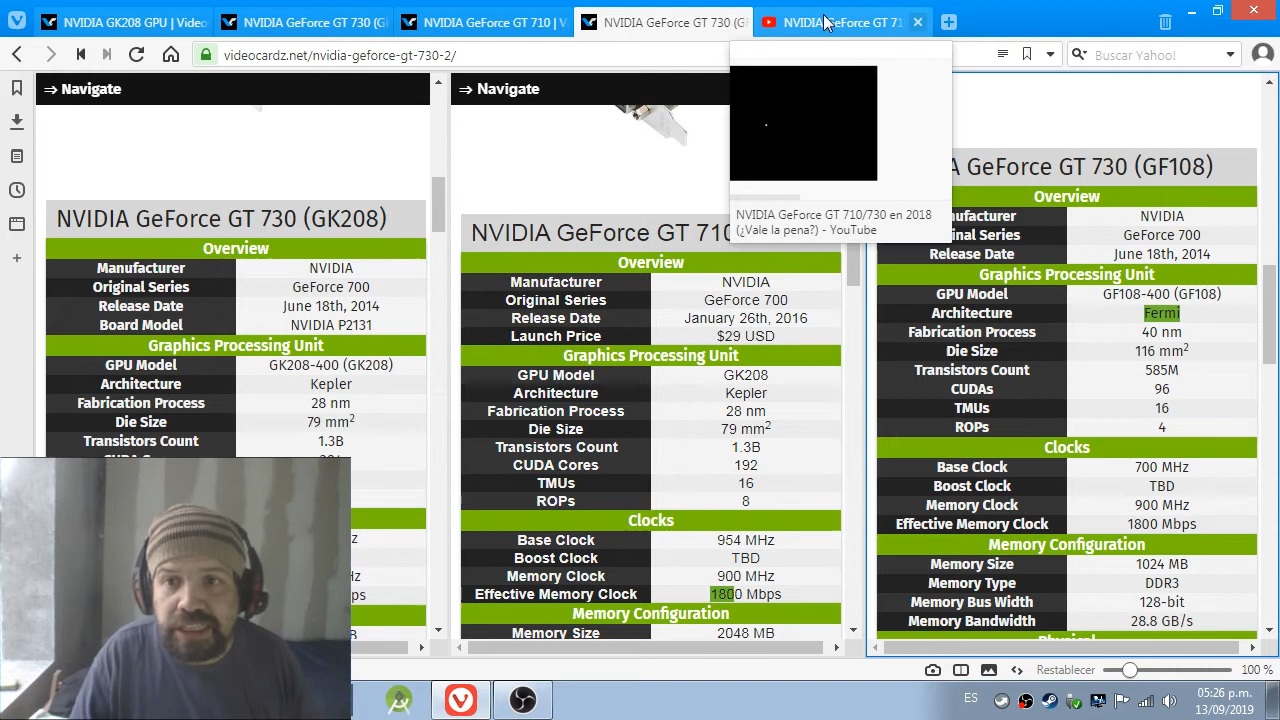 NVIDIA GK208 GPU | Video
NVIDIA GeForce GT 730 (G
NVIDIA GeForce GT 710 | V
NVIDIA GeForce GT 730 (GF
NVIDIA GeForce GT 71
videocardz.net/nvidia-geforce-gt-730-2/
Buscar Yahoo!
⇒ Navigate
NVIDIA GeForce GT 730 (GK208)
Overview
Manufacturer NVIDIA
Original Series GeForce 700
Release Date June 18th, 2014
Board Model NVIDIA P2131
Graphics Processing Unit
GPU Model GK208-400 (GK208)
Architecture Kepler
Fabrication Process 28 nm
Die Size 79 mm²
Transistors Count 1.3B
⇒ Navigate
NVIDIA GeForce GT 710
Overview
Manufacturer NVIDIA
Original Series GeForce 700
Release Date January 26th, 2016
Launch Price $29 USD
Graphics Processing Unit
GPU Model GK208
Architecture Kepler
Fabrication Process 28 nm
Die Size 79 mm²
Transistors Count 1.3B
CUDA Cores 192
TMUs 16
ROPs 8
Clocks
Base Clock 954 MHz
Boost Clock TBD
Memory Clock 900 MHz
Effective Memory Clock 1800 Mbps
Memory Configuration
Memory Size 2048 MB
NVIDIA GeForce GT 710/730 en 2018
(¿Vale la pena?) - YouTube
A GeForce GT 730 (GF108)
Overview
nufacturer NVIDIA
inal Series GeForce 700
Release Date June 18th, 2014
Graphics Processing Unit
GPU Model GF108-400 (GF108)
Architecture Fermi
Fabrication Process 40 nm
Die Size 116 mm²
Transistors Count 585M
CUDAs 96
TMUs 16
ROPs 4
Clocks
Base Clock 700 MHz
Boost Clock TBD
Memory Clock 900 MHz
Effective Memory Clock 1800 Mbps
Memory Configuration
Memory Size 1024 MB
Memory Type DDR3
Memory Bus Width 128-bit
Memory Bandwidth 28.8 GB/s
Restablecer 100 %
ES
05:26 p.m.
13/09/2019